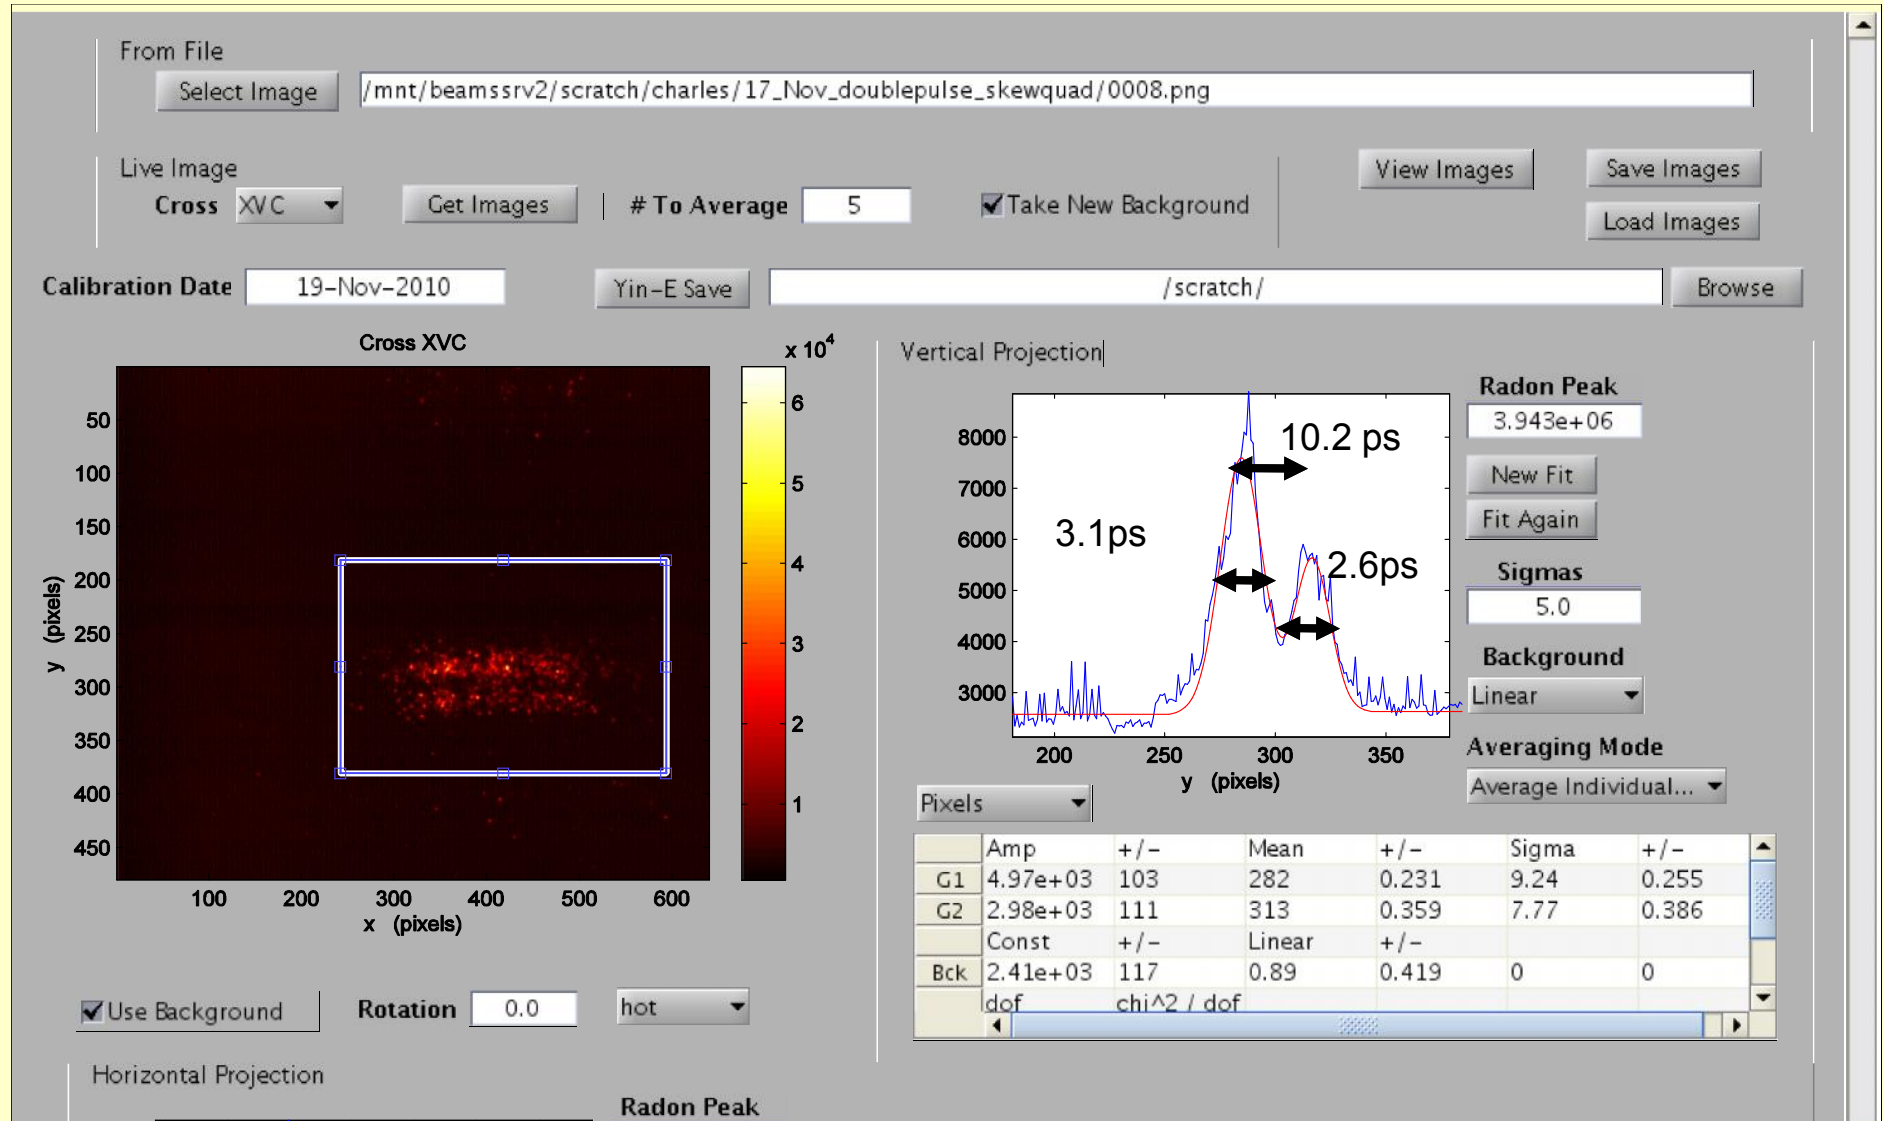 From File
Select Image /mnt/beamssrv2/scratch/charles/17_Nov_doublepulse_skewquad/0008.png
Live Image
Cross XVC Get Images # To Average 5 Take New Background View Images Save Images
Load Images
Calibration Date 19-Nov-2010 Yin-E Save /scratch/ Browse
Cross XVC
x 10^4
6
5
4
3
2
1
50
100
150
200
250
300
350
400
450
y (pixels)
100 200 300 400 500 600
x (pixels)
Use Background Rotation 0.0 hot
Vertical Projection
8000
7000
6000
5000
4000
3000
10.2 ps
3.1ps
2.6ps
200 250 300 350
y (pixels)
Radon Peak
3.943e+06
New Fit
Fit Again
Sigmas
5.0
Background
Linear
Averaging Mode
Average Individual...
Pixels
Amp +/- Mean +/- Sigma +/-
G1 4.97e+03 103 282 0.231 9.24 0.255
G2 2.98e+03 111 313 0.359 7.77 0.386
Const +/- Linear +/-
Bck 2.41e+03 117 0.89 0.419 0 0
dof chi^2 / dof
Horizontal Projection
Radon Peak